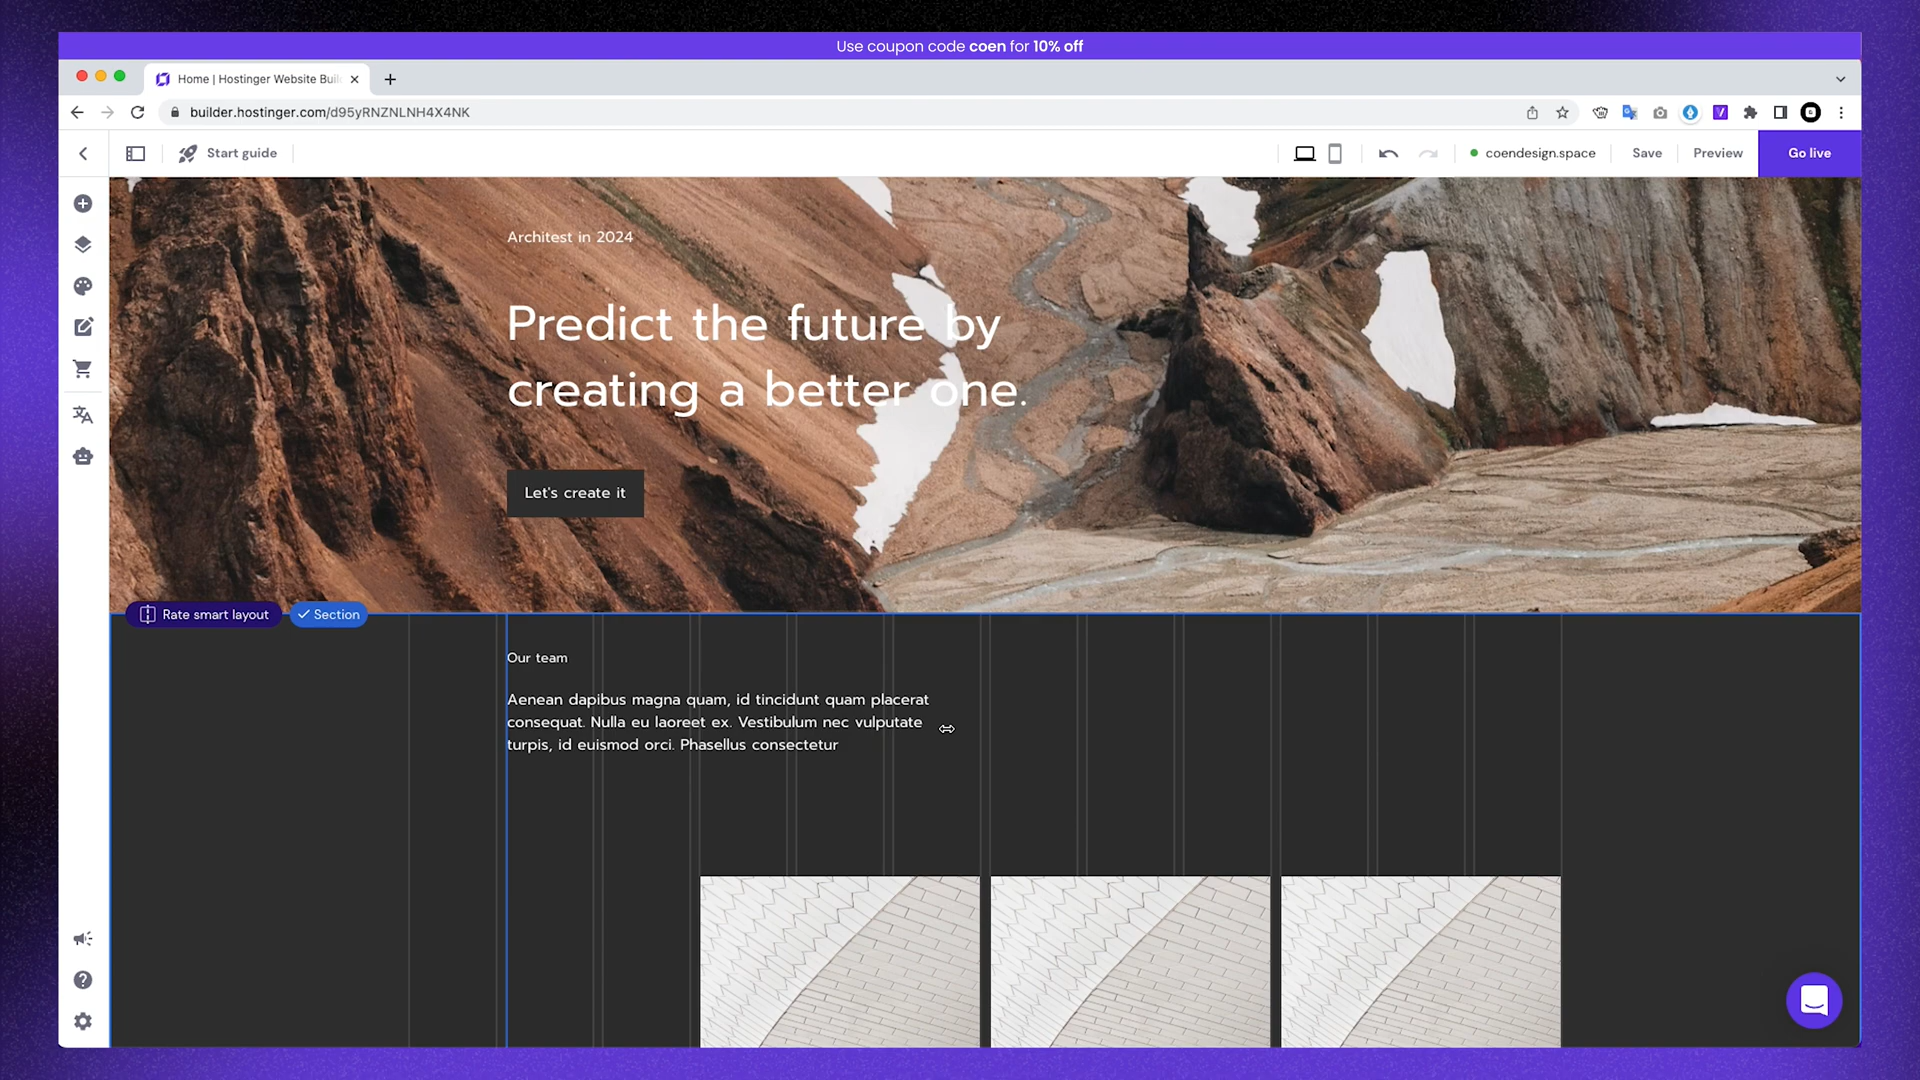 Use coupon code coen for 10% off
Home | Hostinger Website Buil
builder.hostinger.com/d95yRNZNLNH4X4NK
Start guide
coendesign.space
Save
Preview
Go live
Architest in 2024
Predict the future by
creating a better one.
Let's create it
Rate smart layout
Section
Our team
Aenean dapibus magna quam, id tincidunt quam placerat
consequat. Nulla eu laoreet ex. Vestibulum nec vulputate
turpis, id euismod orci. Phasellus consectetur